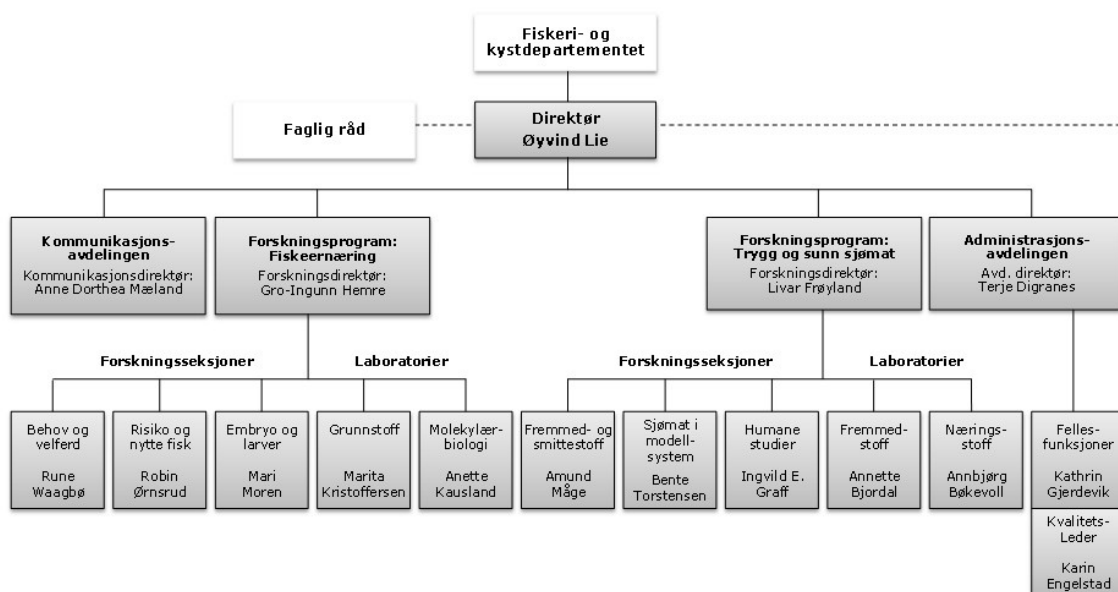 Fiskeri- og
kystdepartementet
Faglig råd
Direktør
Øyvind Lie
Kommunikasjons-
avdelingen
Kommunikasjonsdirektør:
Anne Dorthea Mæland
Forskningsprogram:
Fiskeernæring
Forskningsdirektør:
Gro-Ingunn Hemre
Forskningsprogram:
Trygg og sunn sjømat
Forskningsdirektør:
Livar Frøyland
Administrasjons-
avdelingen
Avd. direktør:
Terje Digranes
Forskningsseksjoner
Laboratorier
Forskningsseksjoner
Laboratorier
Behov og
velferd
Rune
Waagbø
Risiko og
nytte fisk
Robin
Ørnsrud
Embryo og
larver
Mari
Moren
Grunnstoff
Marita
Kristoffersen
Molekylær-
biologi
Anette
Kausland
Fremmed- og
smittestoff
Amund
Måge
Sjømat i
modell-
system
Bente
Torstensen
Humane
studier
Ingvild E.
Graff
Fremmed-
stoff
Annette
Bjordal
Nærings-
stoff
Annbjørg
Bøkevoll
Felles-
funksjoner
Kathrin
Gjerdevik
Kvalitets-
Leder
Karin
Engelstad